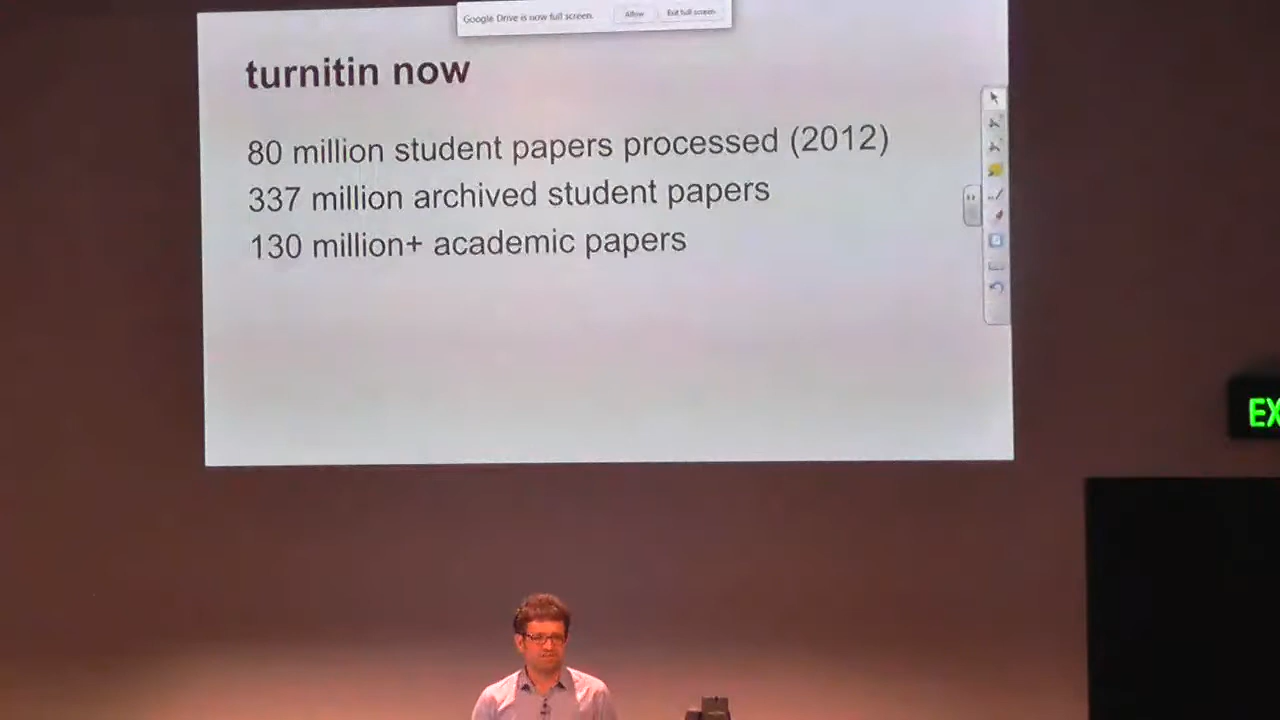 Google Drive is now full screen.
Allow
Exit full screen
turnitin now
80 million student papers processed (2012)
337 million archived student papers
130 million+ academic papers
EX